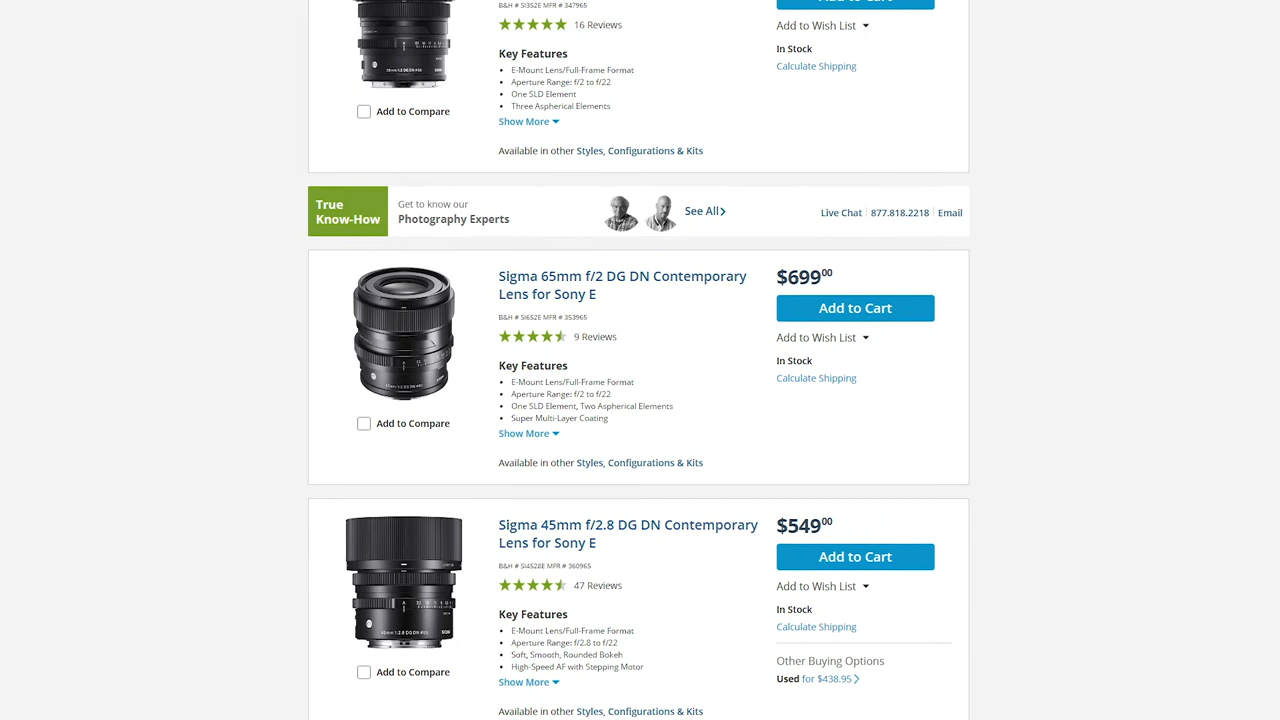 Add to Cart
B&H # SI352E MFR # 347965
16 Reviews
Add to Wish List
Key Features
In Stock
E-Mount Lens/Full-Frame Format
Calculate Shipping
Aperture Range: f/2 to f/22
One SLD Element
Three Aspherical Elements
Add to Compare
Show More
Available in other Styles, Configurations & Kits
True
Know-How
Get to know our
Photography Experts
See All
Live Chat
877.818.2218
Email
Sigma 65mm f/2 DG DN Contemporary
Lens for Sony E
$699 00
Add to Cart
B&H # SI652E MFR # 353965
9 Reviews
Add to Wish List
Key Features
In Stock
E-Mount Lens/Full-Frame Format
Calculate Shipping
Aperture Range: f/2 to f/22
One SLD Element, Two Aspherical Elements
Super Multi-Layer Coating
Add to Compare
Show More
Available in other Styles, Configurations & Kits
Sigma 45mm f/2.8 DG DN Contemporary
Lens for Sony E
$549 00
Add to Cart
B&H # SI4528E MFR # 360965
47 Reviews
Add to Wish List
Key Features
In Stock
E-Mount Lens/Full-Frame Format
Calculate Shipping
Aperture Range: f/2.8 to f/22
Soft, Smooth, Rounded Bokeh
High-Speed AF with Stepping Motor
Other Buying Options
Add to Compare
Show More
Used for $438.95
Available in other Styles, Configurations & Kits